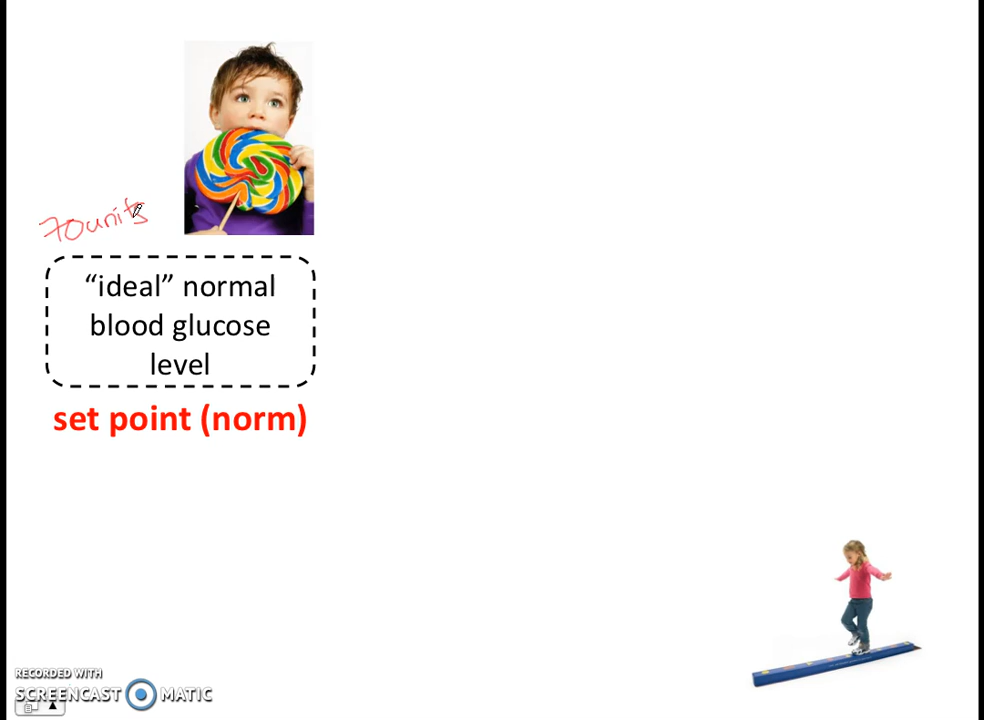 70units
“ideal” normal
blood glucose
level
set point (norm)
RECORDED WITH
SCREENCAST MATIC